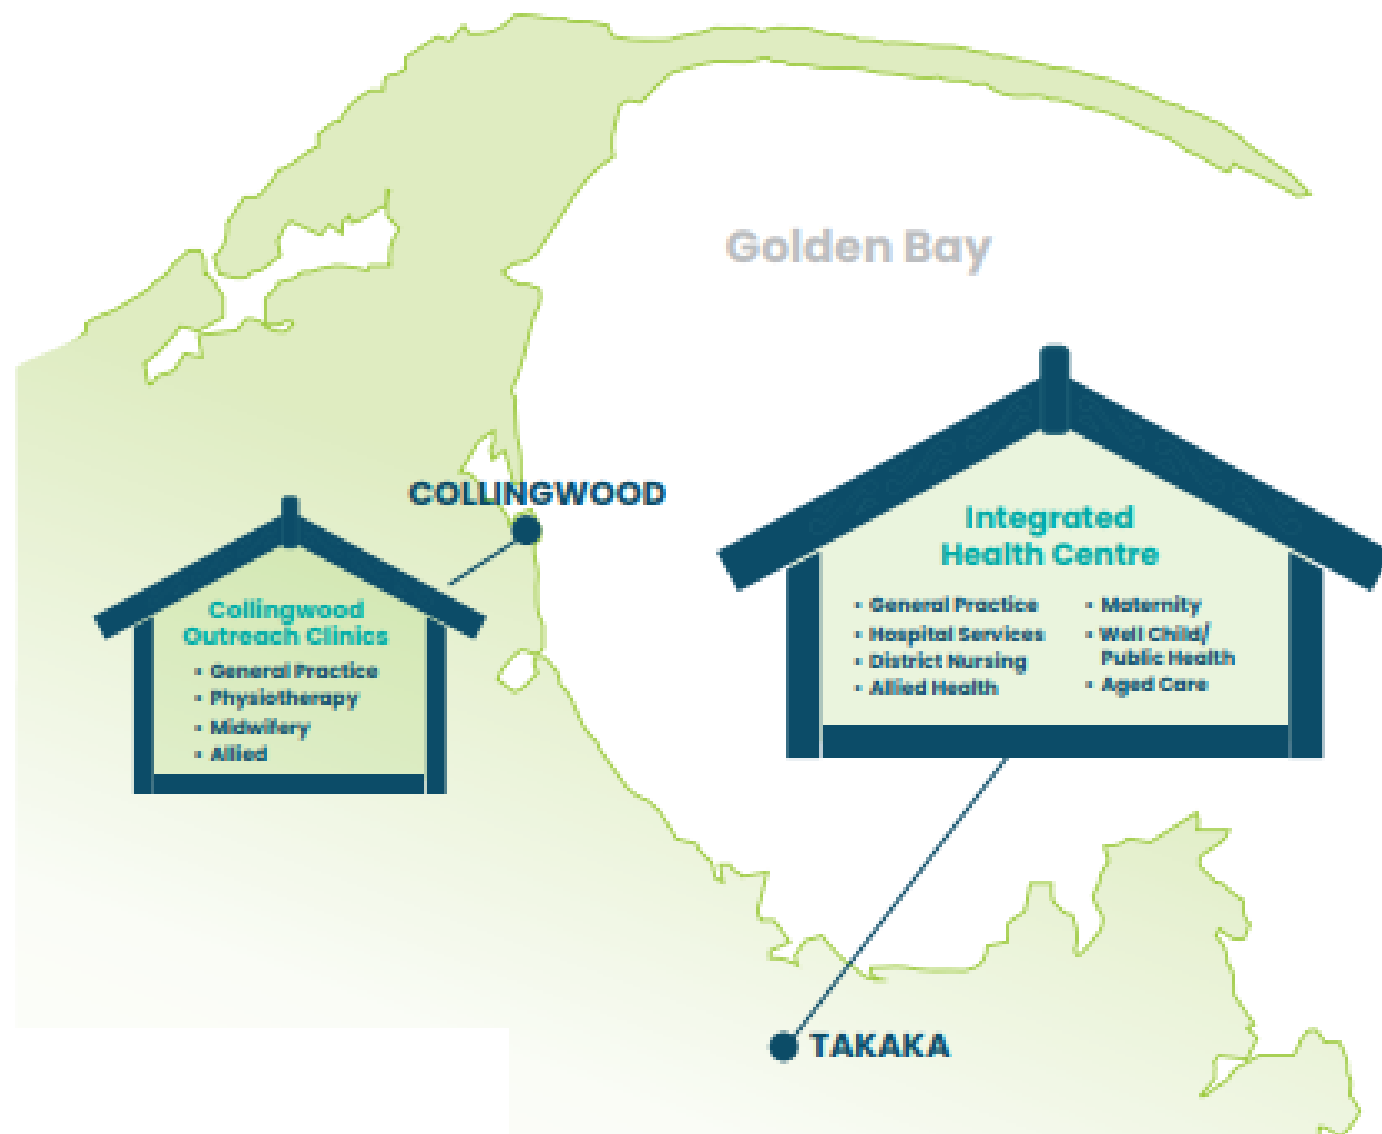 Golden Bay
COLLINGWOOD
Collingwood
Outreach Clinics
• General Practice
• Physiotherapy
• Midwifery
• Allied
Integrated
Health Centre
• General Practice
• Hospital Services
• District Nursing
• Allied Health
• Maternity
• Well Child/
Public Health
• Aged Care
TAKAKA